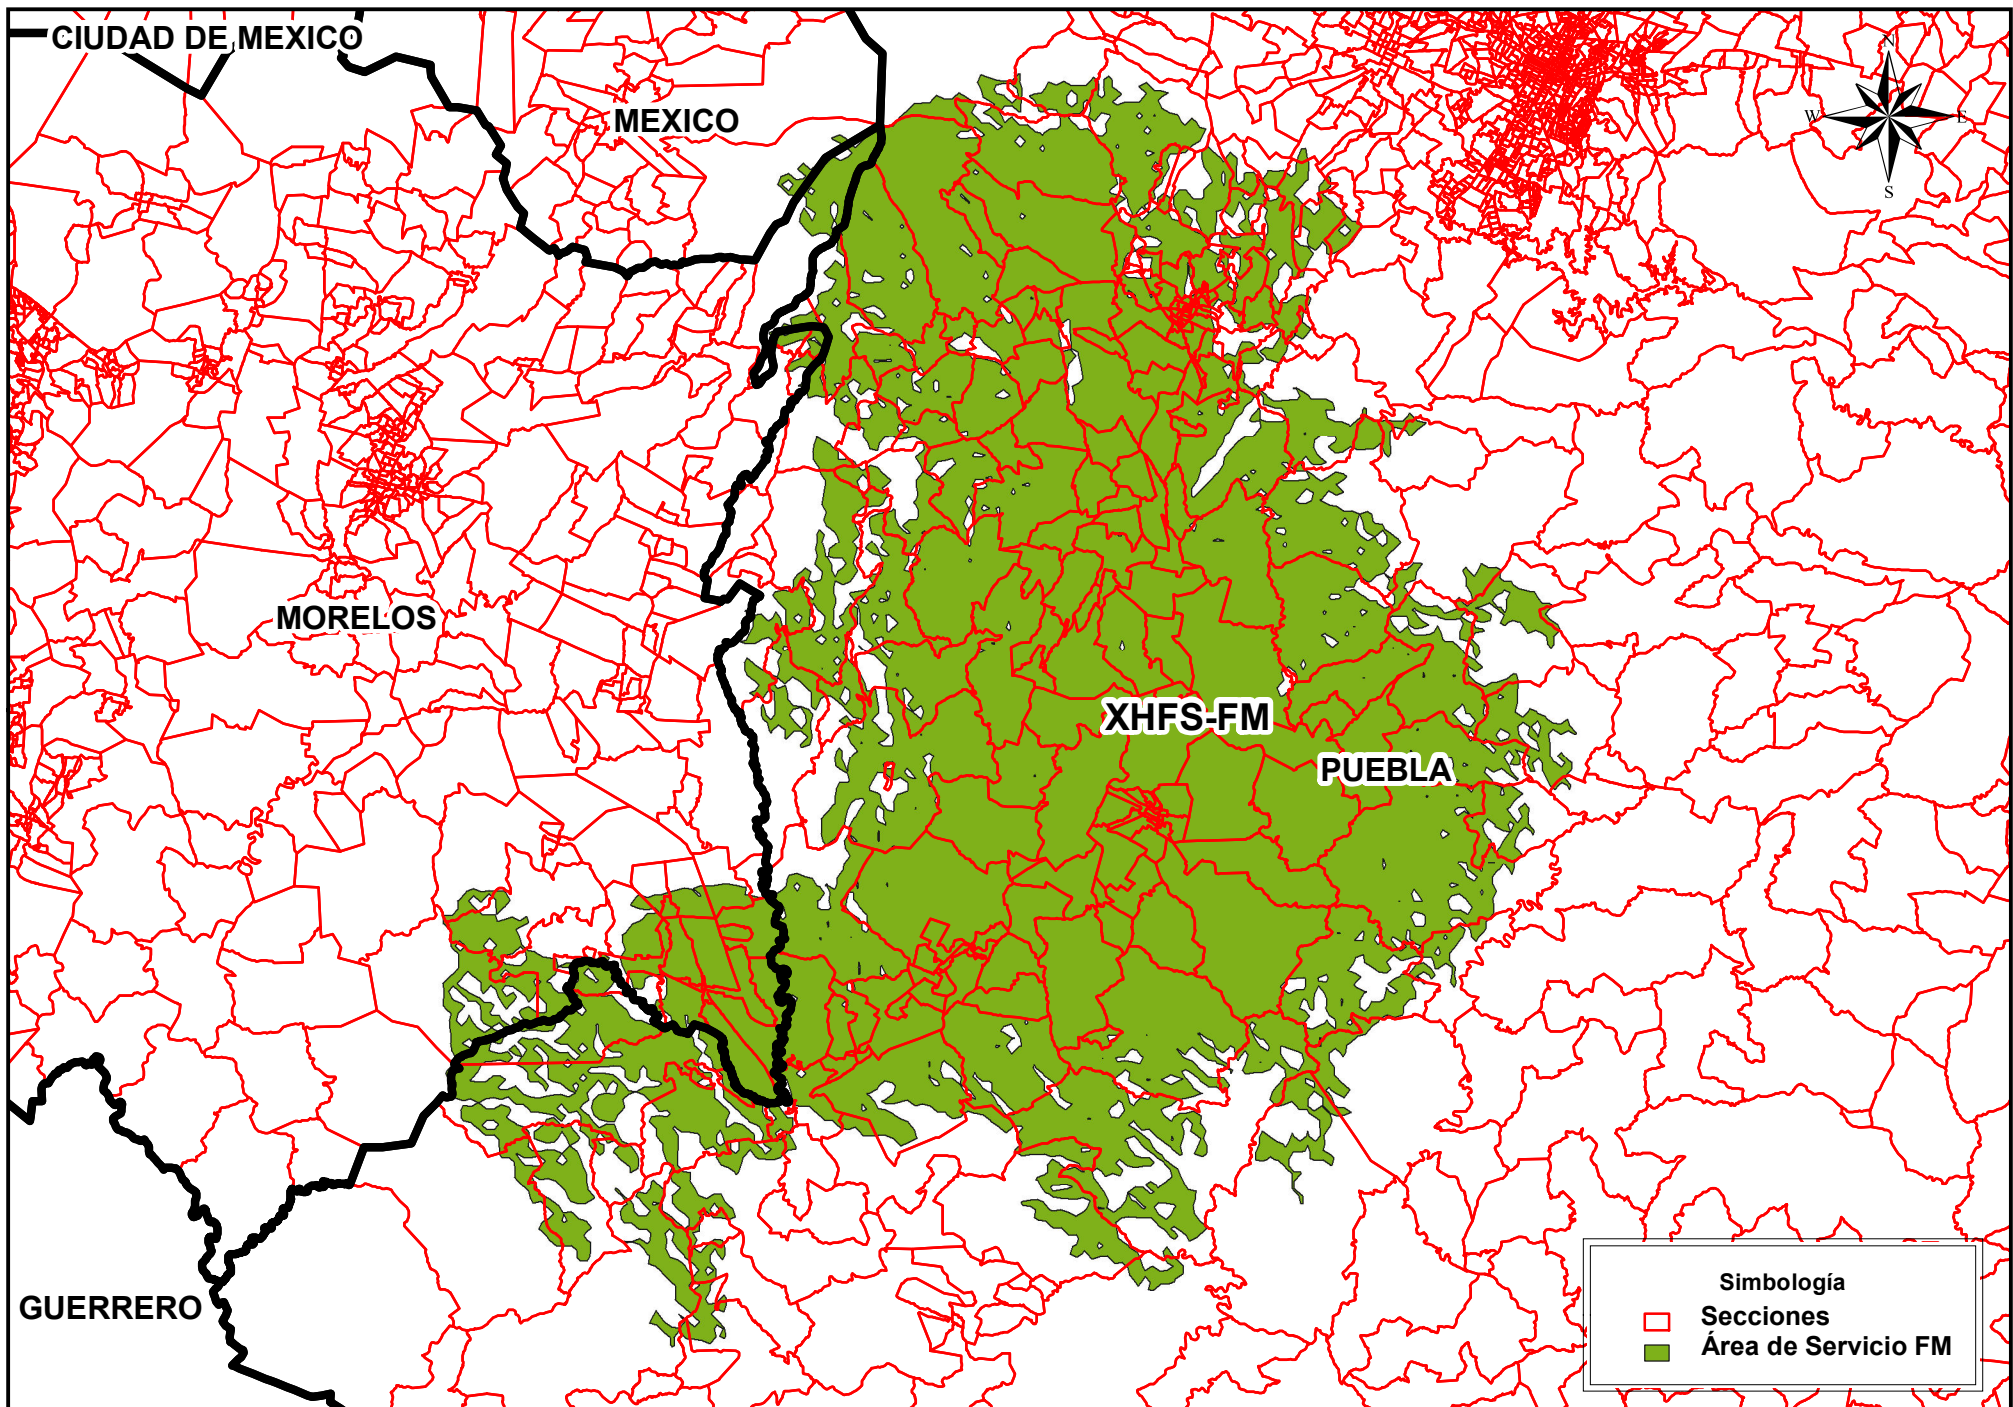 CIUDAD DE MEXICO
MEXICO
N
W
E
S
MORELOS
XHFS-FM
PUEBLA
GUERRERO
Simbología
Secciones
Área de Servicio FM